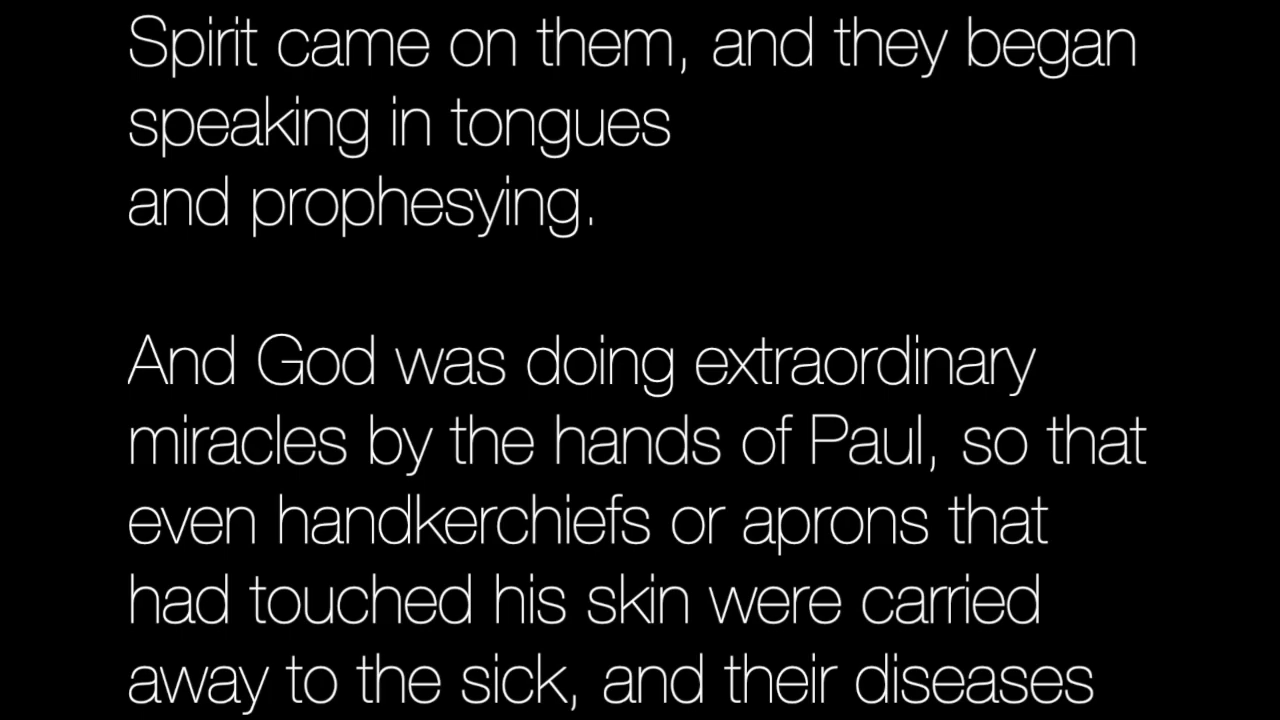 Spirit came on them, and they began
speaking in tongues
and prophesying.
And God was doing extraordinary
miracles by the hands of Paul, so that
even handkerchiefs or aprons that
had touched his skin were carried
away to the sick, and their diseases